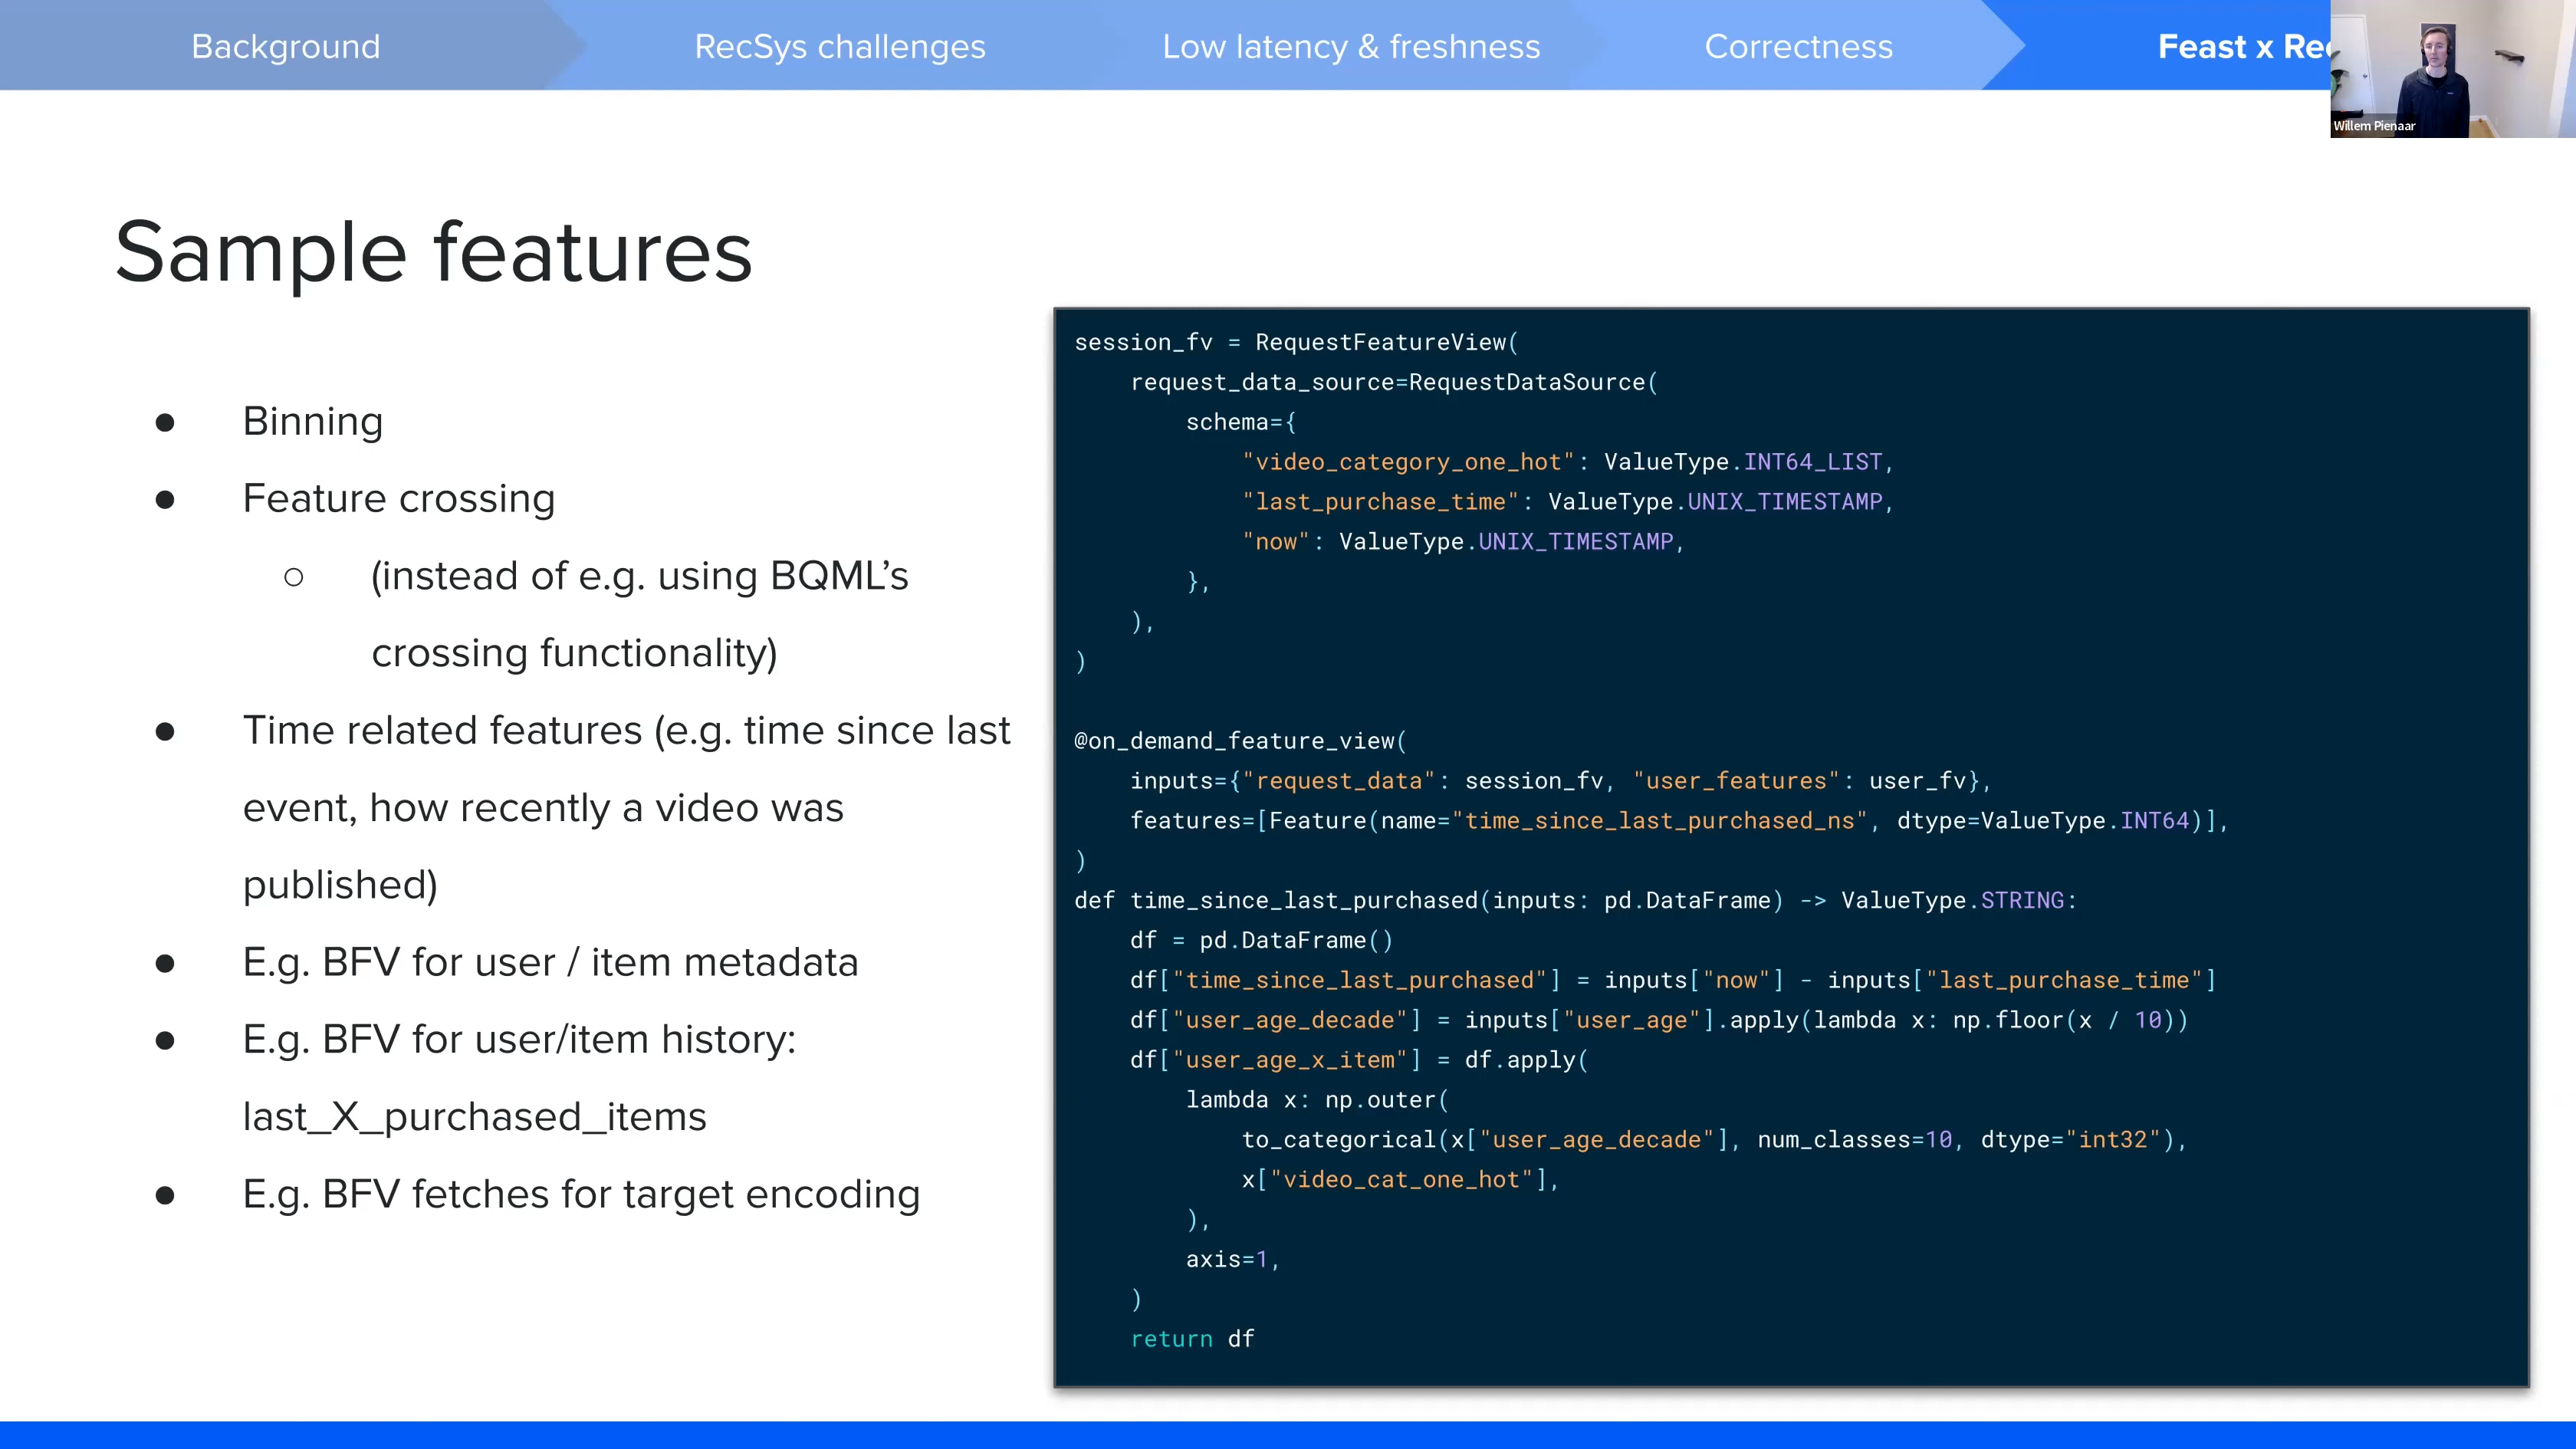 Background
RecSys challenges
Low latency & freshness
Correctness
Feast x Rec
Willem Pienaar
Sample features
● Binning
● Feature crossing
○ (instead of e.g. using BQML’s
crossing functionality)
● Time related features (e.g. time since last
event, how recently a video was
published)
● E.g. BFV for user / item metadata
● E.g. BFV for user/item history:
last_X_purchased_items
● E.g. BFV fetches for target encoding
session_fv = RequestFeatureView(
    request_data_source=RequestDataSource(
        schema={
            "video_category_one_hot": ValueType.INT64_LIST,
            "last_purchase_time": ValueType.UNIX_TIMESTAMP,
            "now": ValueType.UNIX_TIMESTAMP,
        },
    ),
)
@on_demand_feature_view(
    inputs={"request_data": session_fv, "user_features": user_fv},
    features=[Feature(name="time_since_last_purchased_ns", dtype=ValueType.INT64)],
)
def time_since_last_purchased(inputs: pd.DataFrame) -> ValueType.STRING:
    df = pd.DataFrame()
    df["time_since_last_purchased"] = inputs["now"] - inputs["last_purchase_time"]
    df["user_age_decade"] = inputs["user_age"].apply(lambda x: np.floor(x / 10))
    df["user_age_x_item"] = df.apply(
        lambda x: np.outer(
            to_categorical(x["user_age_decade"], num_classes=10, dtype="int32"),
            x["video_cat_one_hot"],
        ),
        axis=1,
    )
    return df